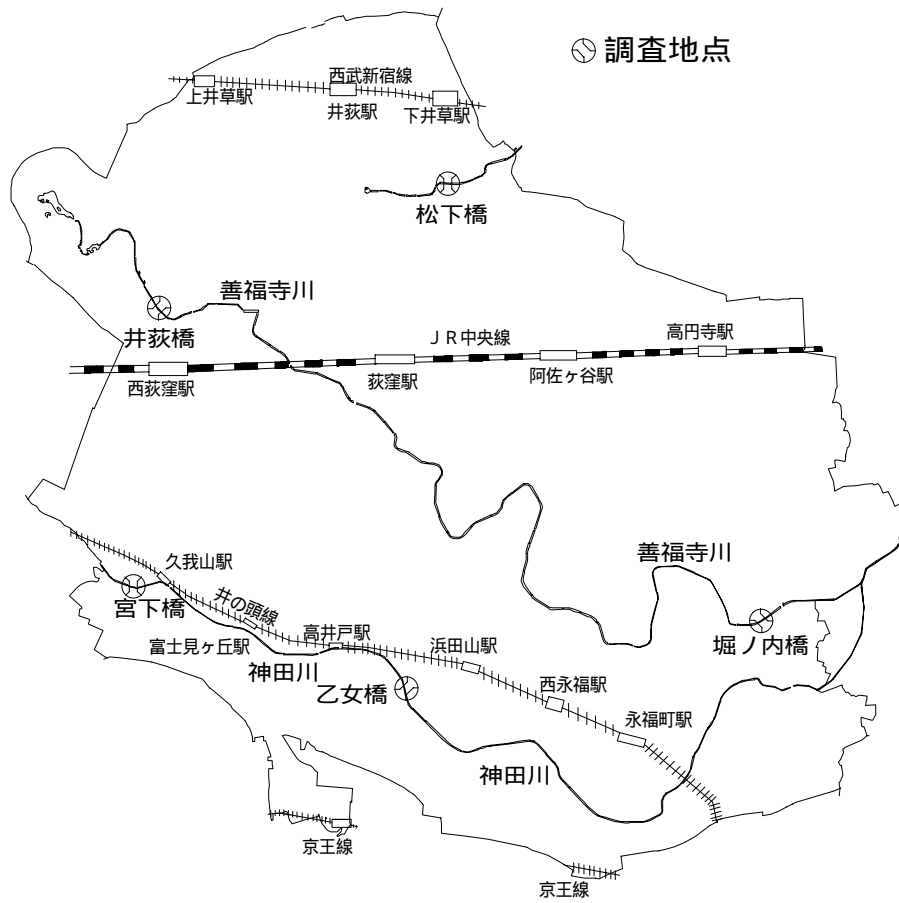 調査地点
西武新宿線
上井草駅
井荻駅
下井草駅
松下橋
善福寺川
井荻橋
JR中央線
高円寺駅
西荻窪駅
荻窪駅
阿佐ヶ谷駅
善福寺川
久我山駅
宮下橋
井の頭線
富士見ヶ丘駅
高井戸駅
浜田山駅
堀ノ内橋
神田川
乙女橋
西永福駅
永福町駅
神田川
京王線
京王線